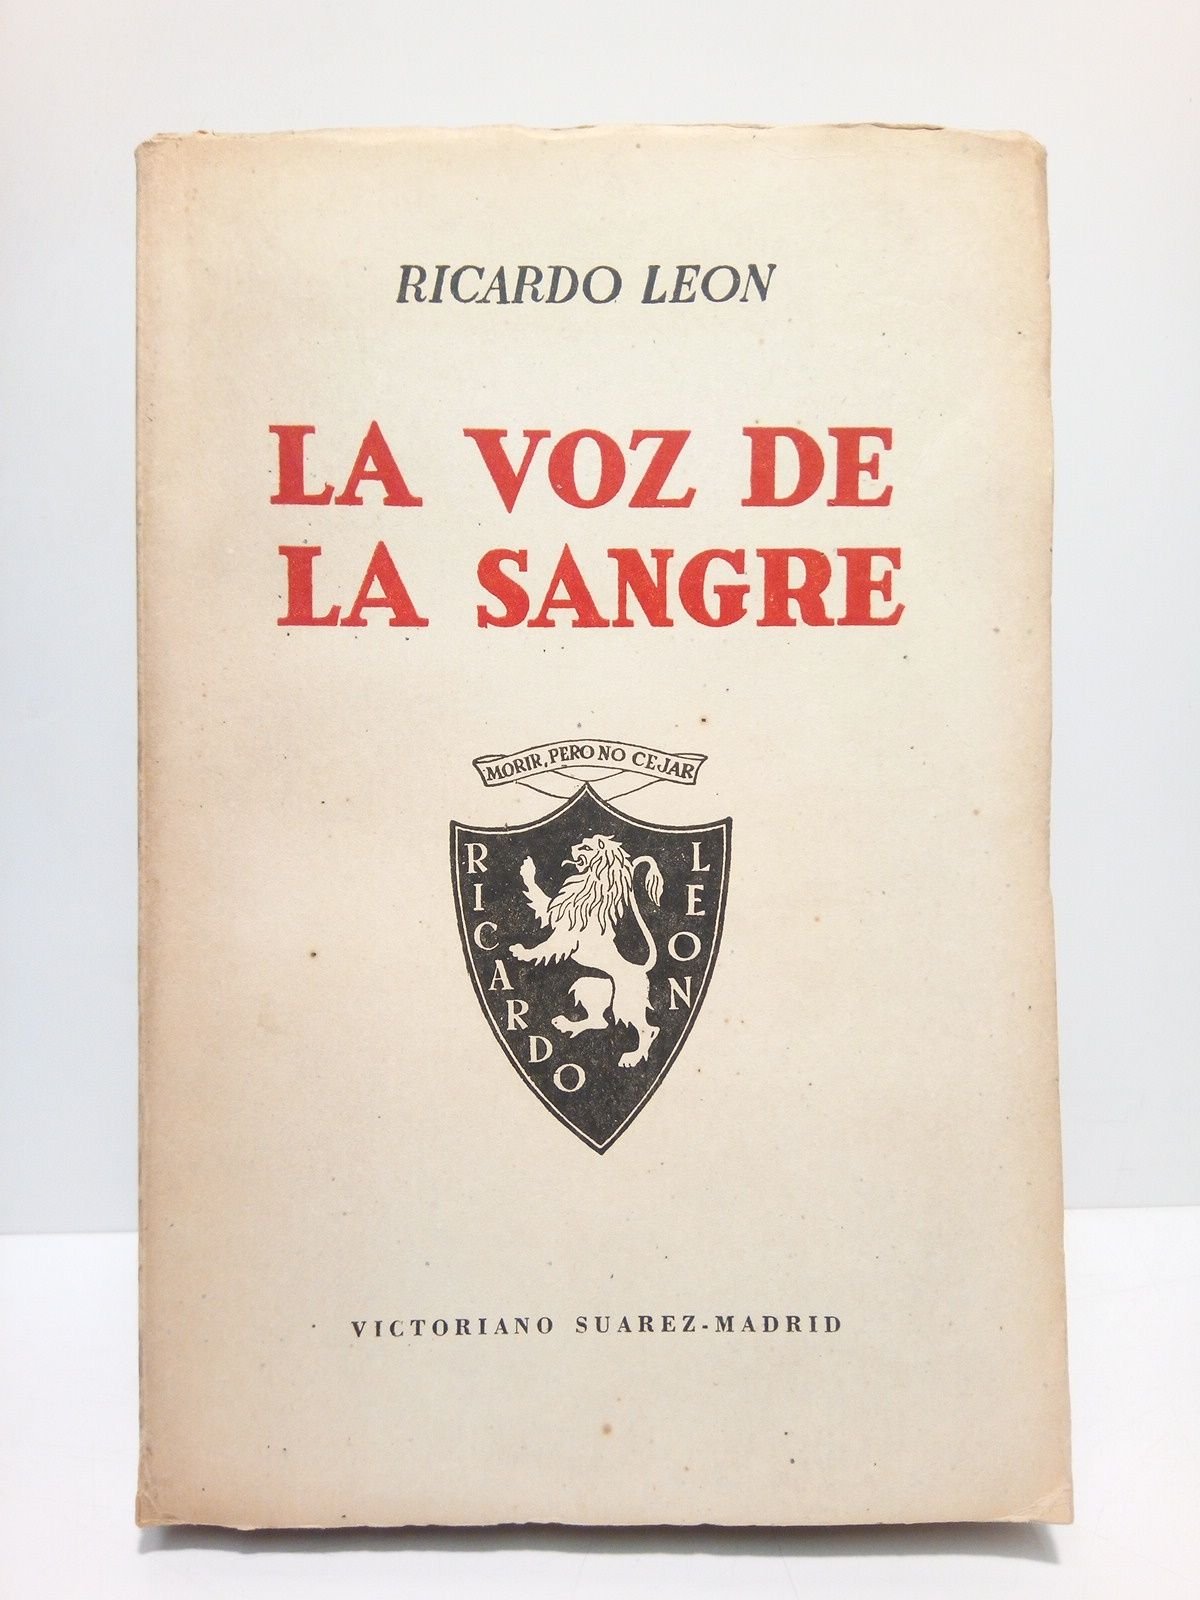 RICARDO LEON
LA VOZ DE
LA SANGRE
MORIR, PERO NO CEJAR
RICARDO
LEON
VICTORIANO SUAREZ-MADRID